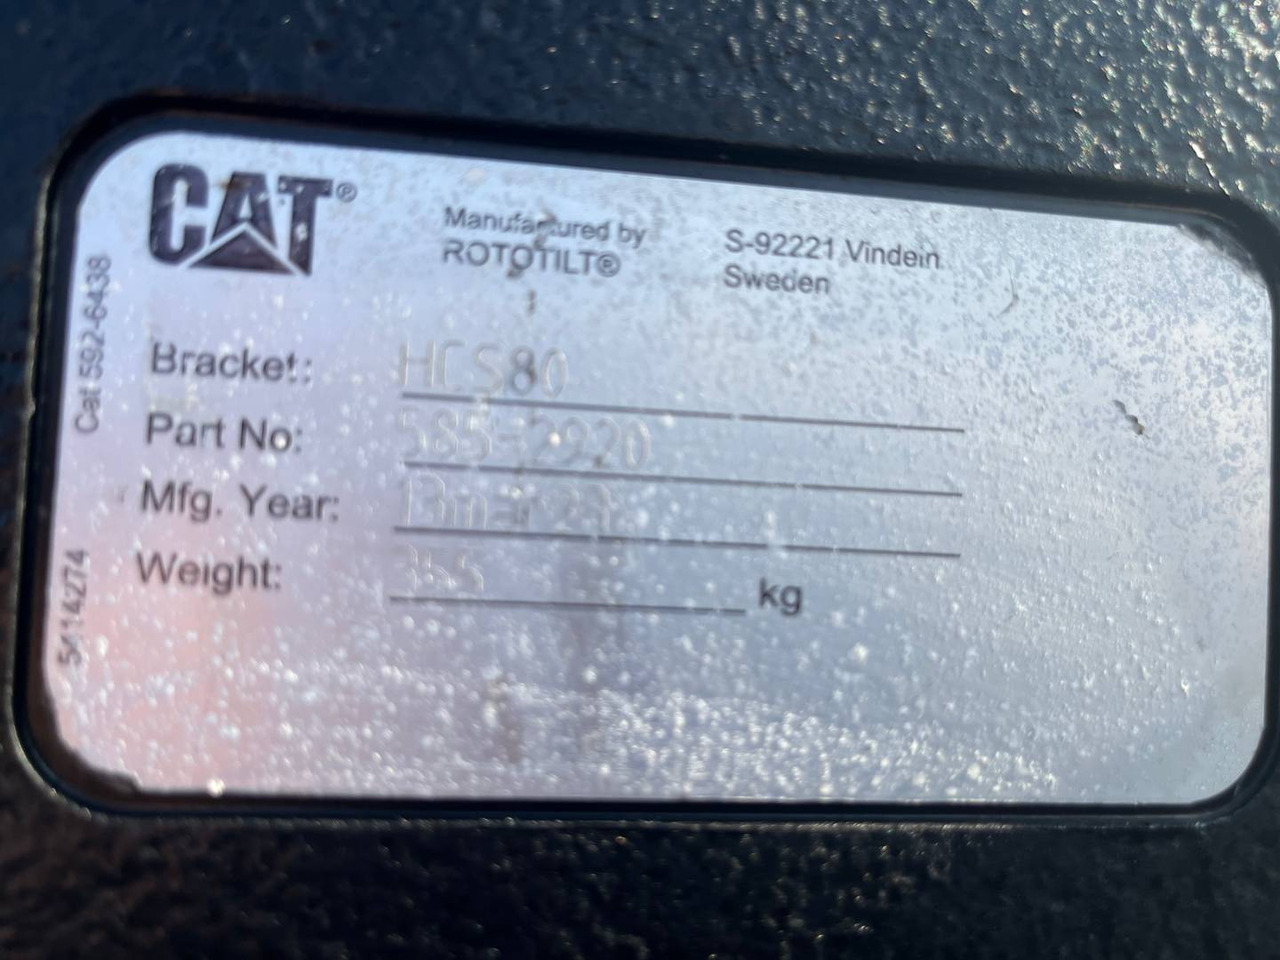 CAT®
Manufactured by
ROTOTILT®
S-92221 Vindeln
Sweden
Bracket: HCS80
Part No: 585-2920
Mfg. Year:
Weight: 355 kg
Cat 592-6438
5414274